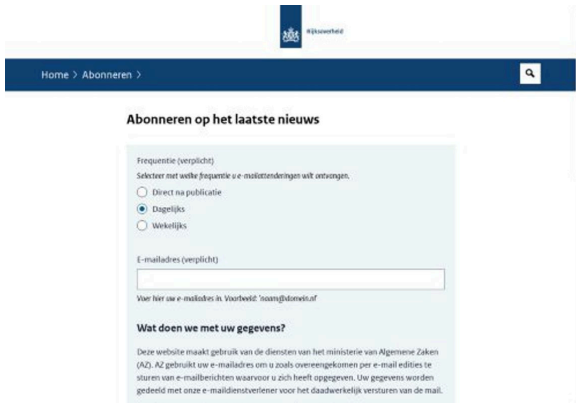 Rijksoverheid
Home > Abonneren >
Abonneren op het laatste nieuws
Frequentie (verplicht)
Selecteer met welke frequentie u e-mailattenderingen wilt ontvangen.
Direct na publicatie
Dagelijks
Wekelijks
E-mailadres (verplicht)
Voer hier uw e-mailadres in. Voorbeeld: 'naam@domein.nl'
Wat doen we met uw gegevens?
Deze website maakt gebruik van de diensten van het ministerie van Algemene Zaken
(AZ). AZ gebruikt uw e-mailadres om u zoals overeengekomen per e-mail edities te
sturen van e-mailberichten waarvoor u zich heeft opgegeven. Uw gegevens worden
gedeeld met onze e-maildienstverlener voor het daadwerkelijk versturen van de mail.